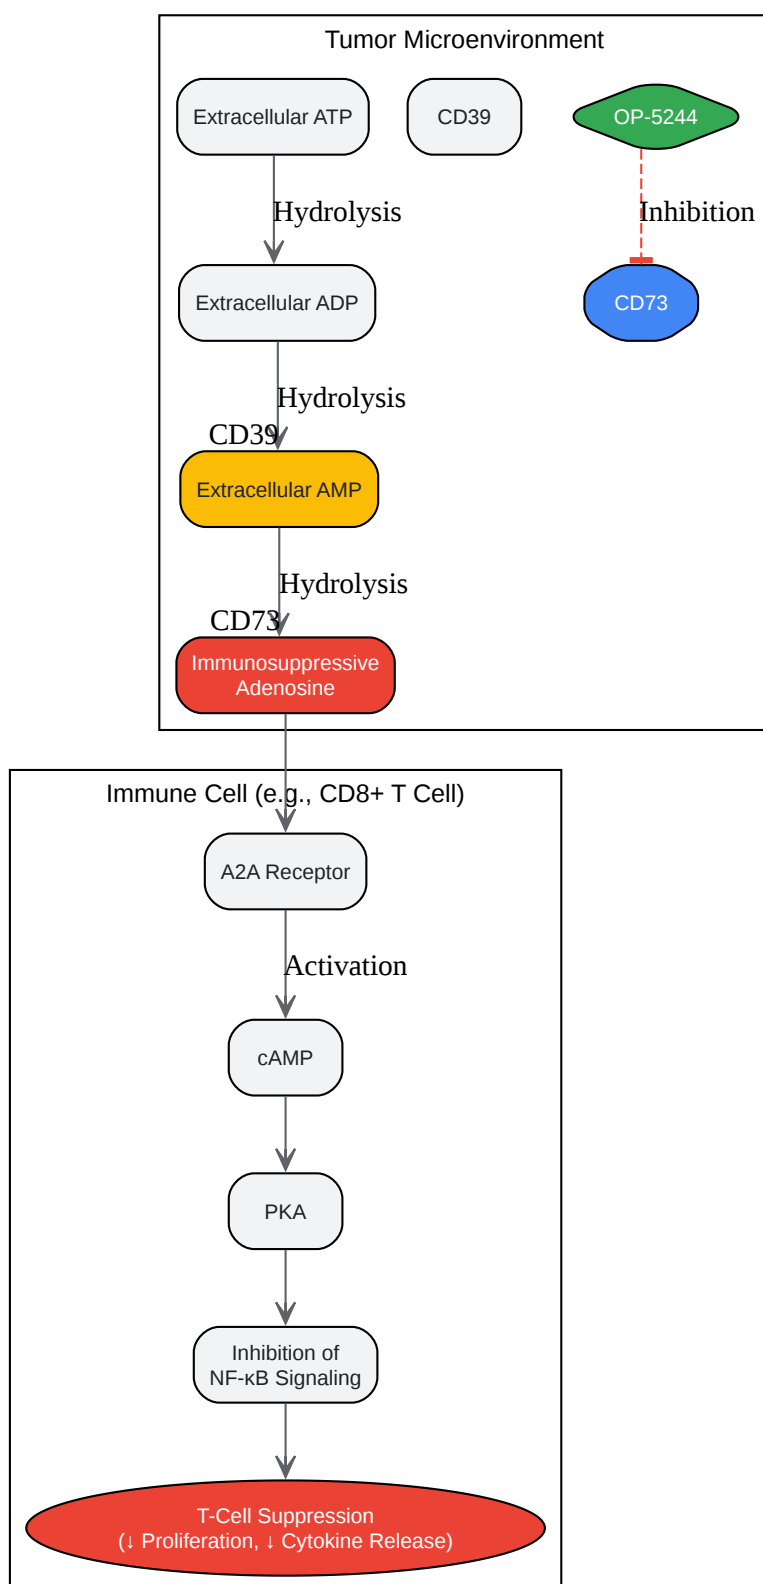 Tumor Microenvironment
Extracellular ATP
CD39
OP-5244
Hydrolysis
Inhibition
Extracellular ADP
CD73
Hydrolysis
CD39
Extracellular AMP
Hydrolysis
CD73
Immunosuppressive
Adenosine
Immune Cell (e.g., CD8+ T Cell)
A2A Receptor
Activation
cAMP
PKA
Inhibition of
NF-κB Signaling
T-Cell Suppression
(↓ Proliferation, ↓ Cytokine Release)